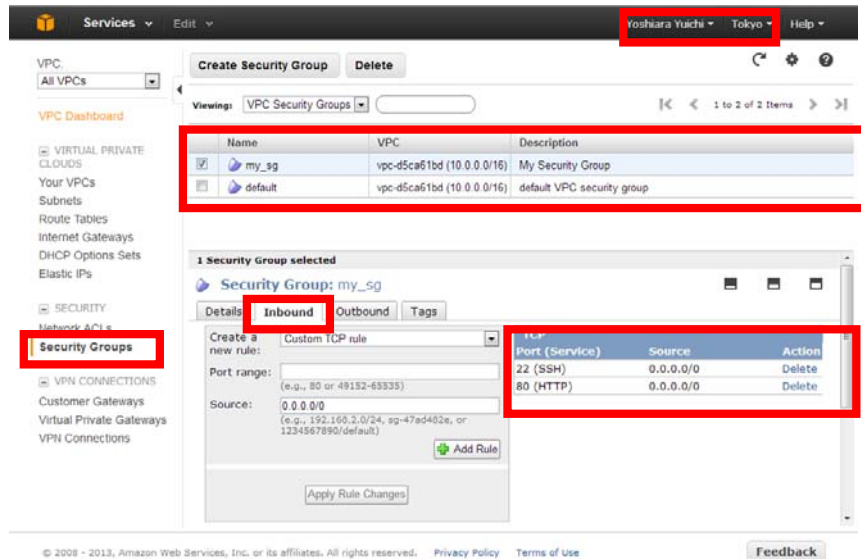 Services Edit Yoshiara Yuichi Tokyo Help
VPC:
All VPCs
VPC Dashboard
VIRTUAL PRIVATE
CLOUDS
Your VPCs
Subnets
Route Tables
Internet Gateways
DHCP Options Sets
Elastic IPs
SECURITY
Network ACLs
Security Groups
VPN CONNECTIONS
Customer Gateways
Virtual Private Gateways
VPN Connections
Create Security Group Delete
Viewing: VPC Security Groups 1 to 2 of 2 Items
Name VPC Description
my_sg vpc-d5ca61bd (10.0.0.0/16) My Security Group
default vpc-d5ca61bd (10.0.0.0/16) default VPC security group
1 Security Group selected
Security Group: my_sg
Details Inbound Outbound Tags
Create a
new rule:
Custom TCP rule
Port range:
(e.g., 80 or 49152-65535)
Source: 0.0.0.0/0
(e.g., 192.168.2.0/24, sg-47ad482e, or
1234567890/default)
Add Rule
Apply Rule Changes
TCP
Port (Service) Source Action
22 (SSH) 0.0.0.0/0 Delete
80 (HTTP) 0.0.0.0/0 Delete
© 2008 - 2013, Amazon Web Services, Inc. or its affiliates. All rights reserved. Privacy Policy Terms of Use Feedback